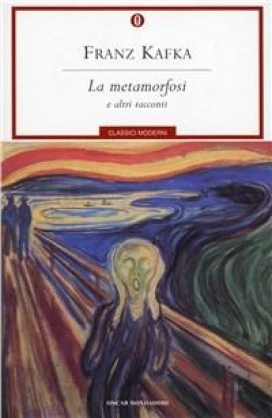 FRANZ KAFKA
La metamorfosi
e altri racconti
CLASSICI MODERNI
OSCAR MONDADORI